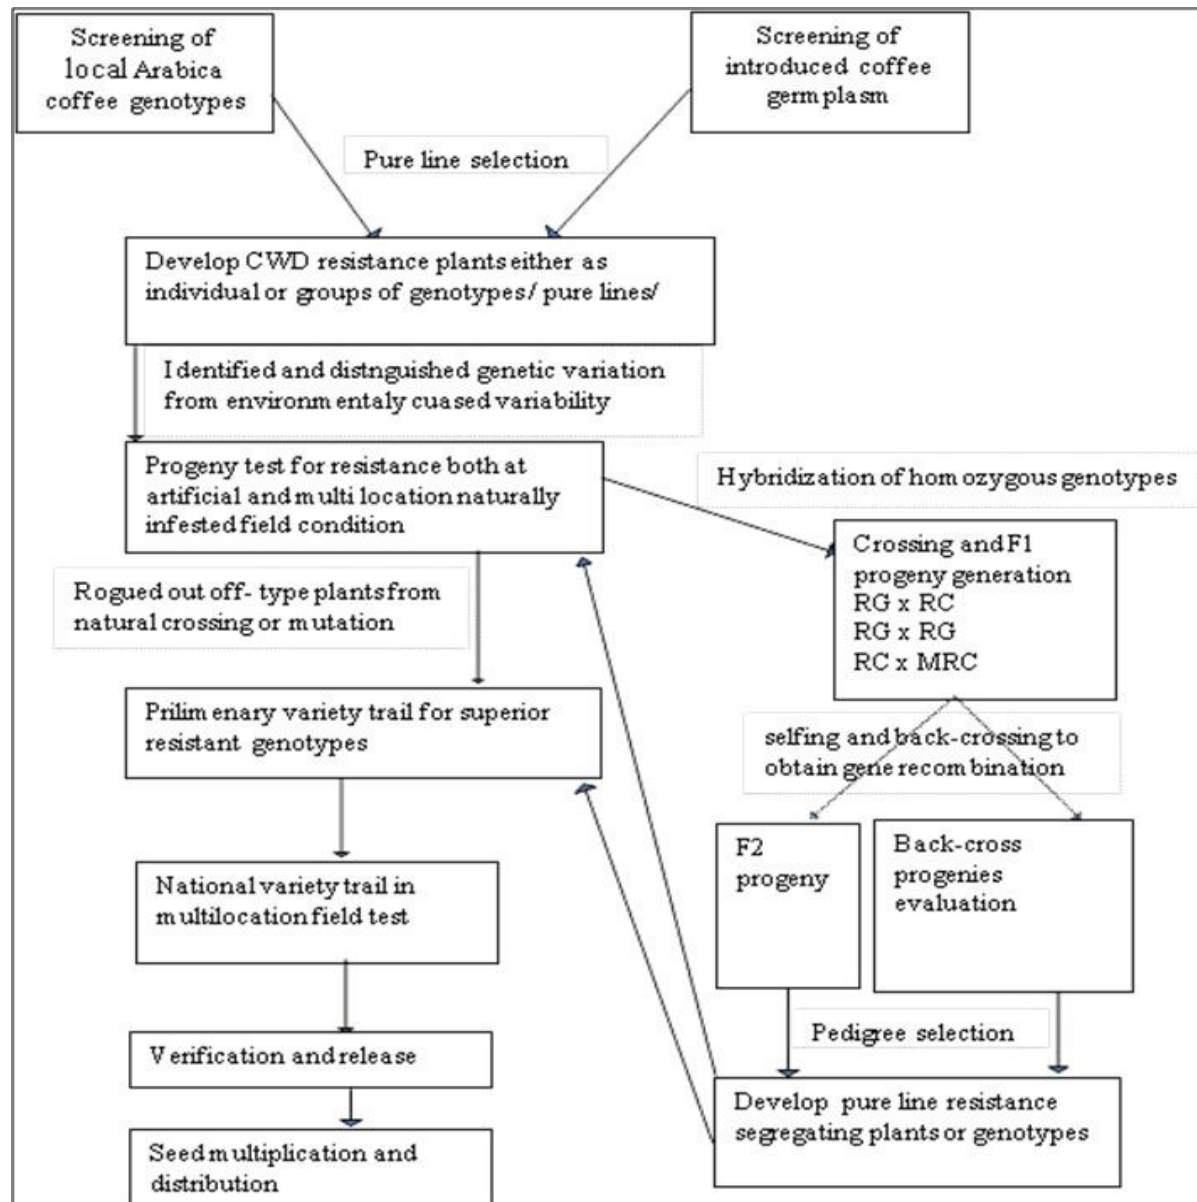 Screening of
local Arabica
coffee genotypes
Screening of
introduced coffee
germplasm
Pure line selection
Develop CWD resistance plants either as
individual or groups of genotypes/ pure lines/
Identified and distnguished genetic variation
from environmentaly cuased variability
Progeny test for resistance both at
artificial and multi location naturally
infested field condition
Hybridization of homozygous genotypes
Crossing and F1
progeny generation
RG x RC
RG x RG
RC x MRC
Rogued out off- type plants from
natural crossing or mutation
Prilimenary variety trail for superior
resistant genotypes
selfing and back-crossing to
obtain gene recombination
F2
progeny
Back-cross
progenies
evaluation
National variety trail in
multilocation field test
Pedigree selection
Verification and release
Develop pure line resistance
segregating plants or genotypes
Seed multiplication and
distribution